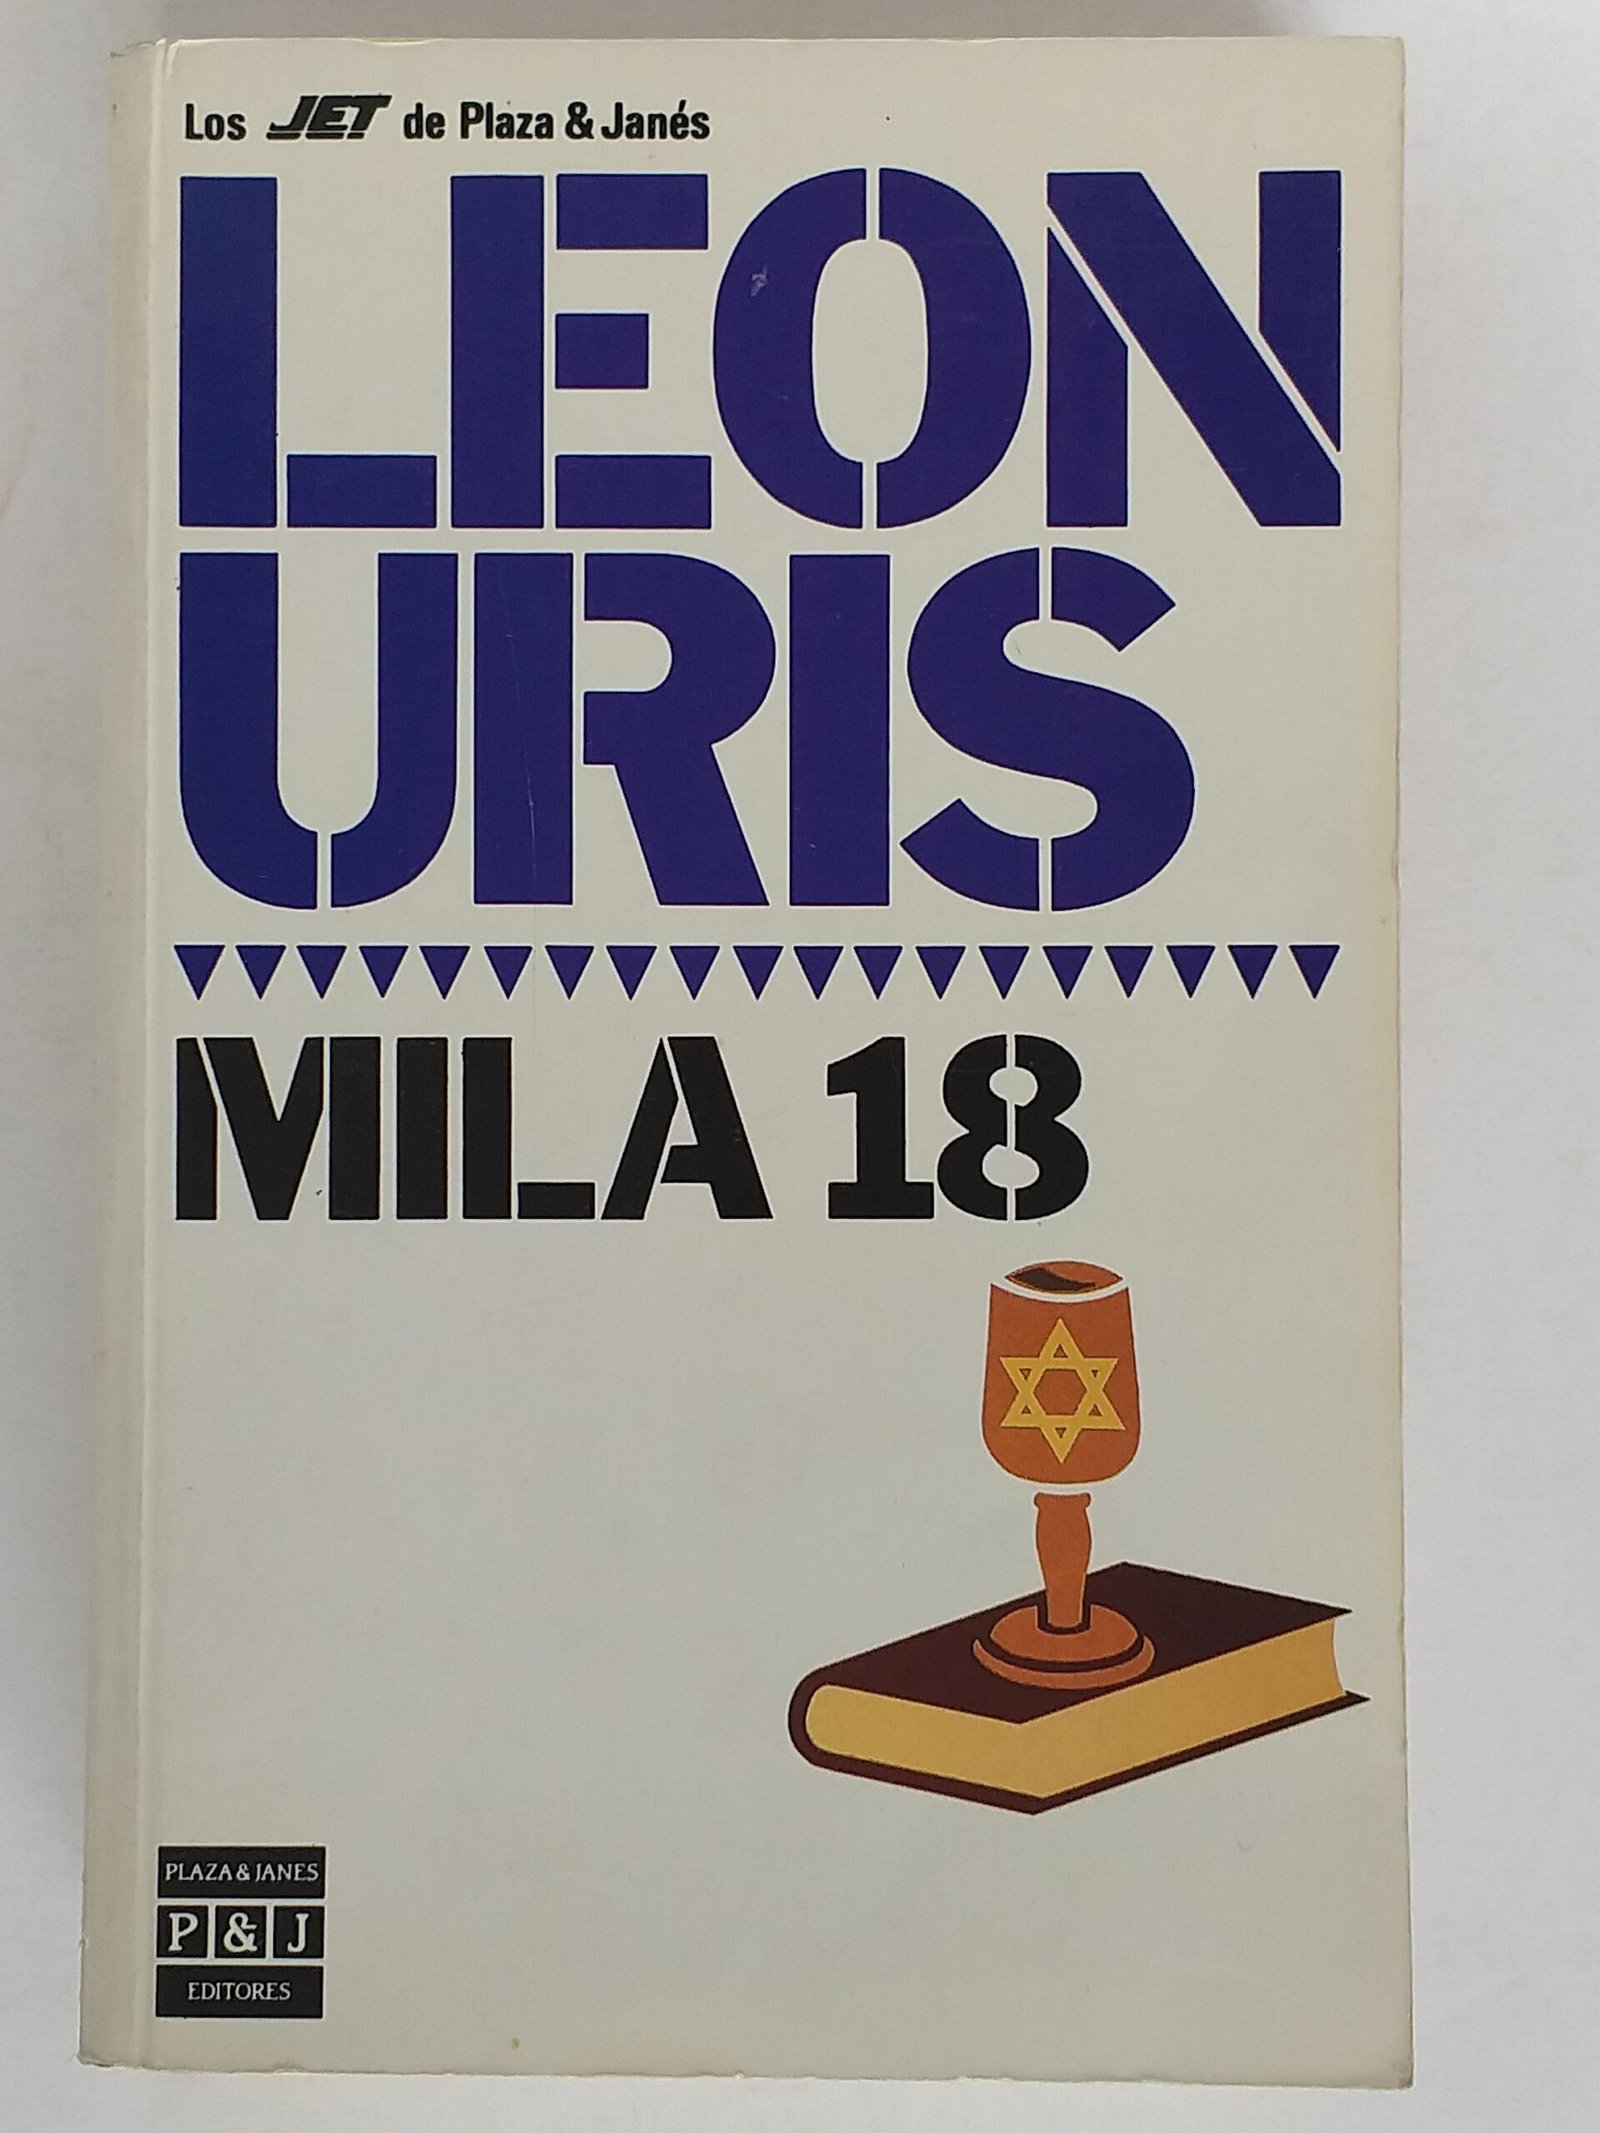 Los JET de Plaza & Janés
LEON
URIS
MILA 18
PLAZA & JANES
P & J
EDITORES